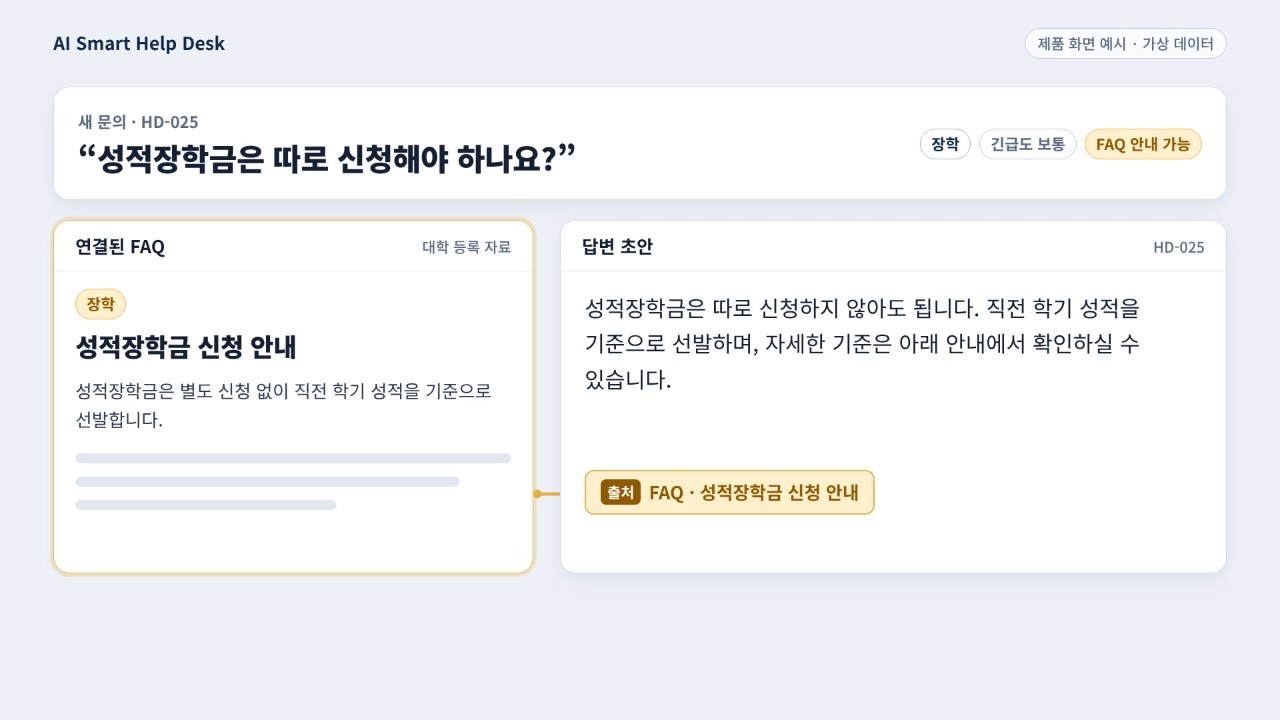 AI Smart Help Desk
제품 화면 예시 · 가상 데이터
새 문의 · HD-025
“성적장학금은 따로 신청해야 하나요?”
장학
긴급도 보통
FAQ 안내 가능
연결된 FAQ
대학 등록 자료
장학
성적장학금 신청 안내
성적장학금은 별도 신청 없이 직전 학기 성적을 기준으로
선발합니다.
답변 초안
HD-025
성적장학금은 따로 신청하지 않아도 됩니다. 직전 학기 성적을
기준으로 선발하며, 자세한 기준은 아래 안내에서 확인하실 수
있습니다.
출처
FAQ · 성적장학금 신청 안내